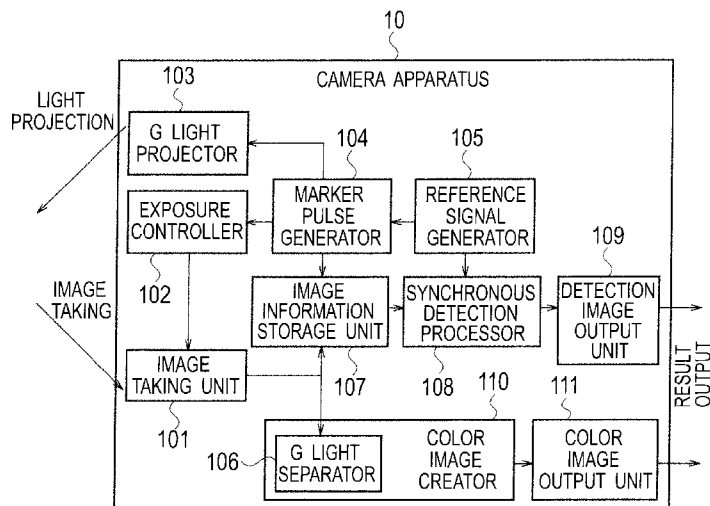 10
CAMERA APPARATUS
LIGHT
PROJECTION
103
G LIGHT
PROJECTOR
104
MARKER
PULSE
GENERATOR
105
REFERENCE
SIGNAL
GENERATOR
EXPOSURE
CONTROLLER
102
109
IMAGE
TAKING
IMAGE
INFORMATION
STORAGE UNIT
107
SYNCHRONOUS
DETECTION
PROCESSOR
108
DETECTION
IMAGE
OUTPUT
UNIT
IMAGE
TAKING UNIT
101
RESULT
OUTPUT
110
111
106
G LIGHT
SEPARATOR
COLOR
IMAGE
CREATOR
COLOR
IMAGE
OUTPUT UNIT